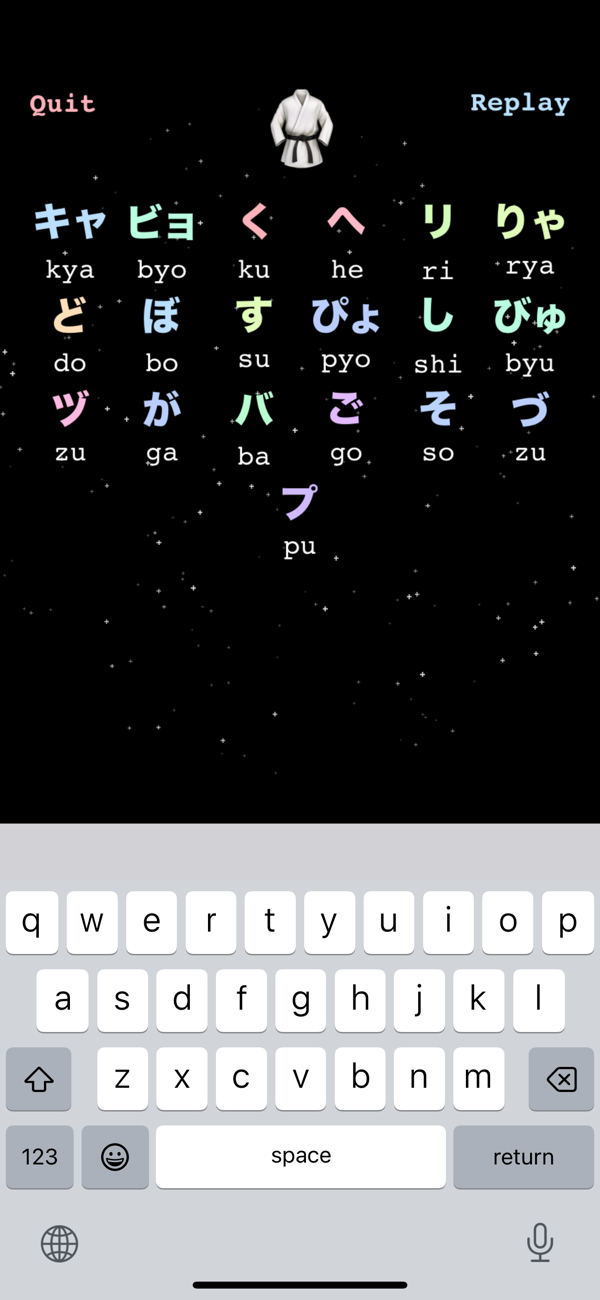 Quit Replay
キャ ビョ く へ リ りゃ
kya byo ku he ri rya
ど ぼ す ぴょ し びゅ
do bo su pyo shi byu
ヅ が バ ご そ づ
zu ga ba go so zu
プ
pu
q w e r t y u i o p
a s d f g h j k l
z x c v b n m
123 space return